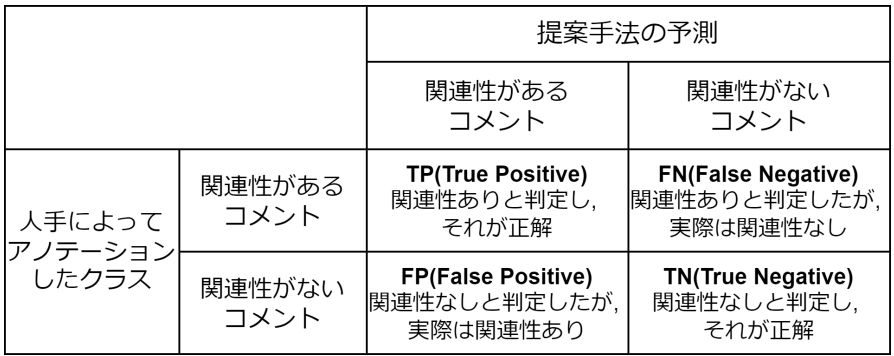 提案手法の予測
関連性がある
コメント
関連性がない
コメント
人手によって
アノテーション
したクラス
関連性がある
コメント
TP(True Positive)
関連性ありと判定し,
それが正解
FN(False Negative)
関連性ありと判定したが,
実際は関連性なし
関連性がない
コメント
FP(False Positive)
関連性なしと判定したが,
実際は関連性あり
TN(True Negative)
関連性なしと判定し,
それが正解